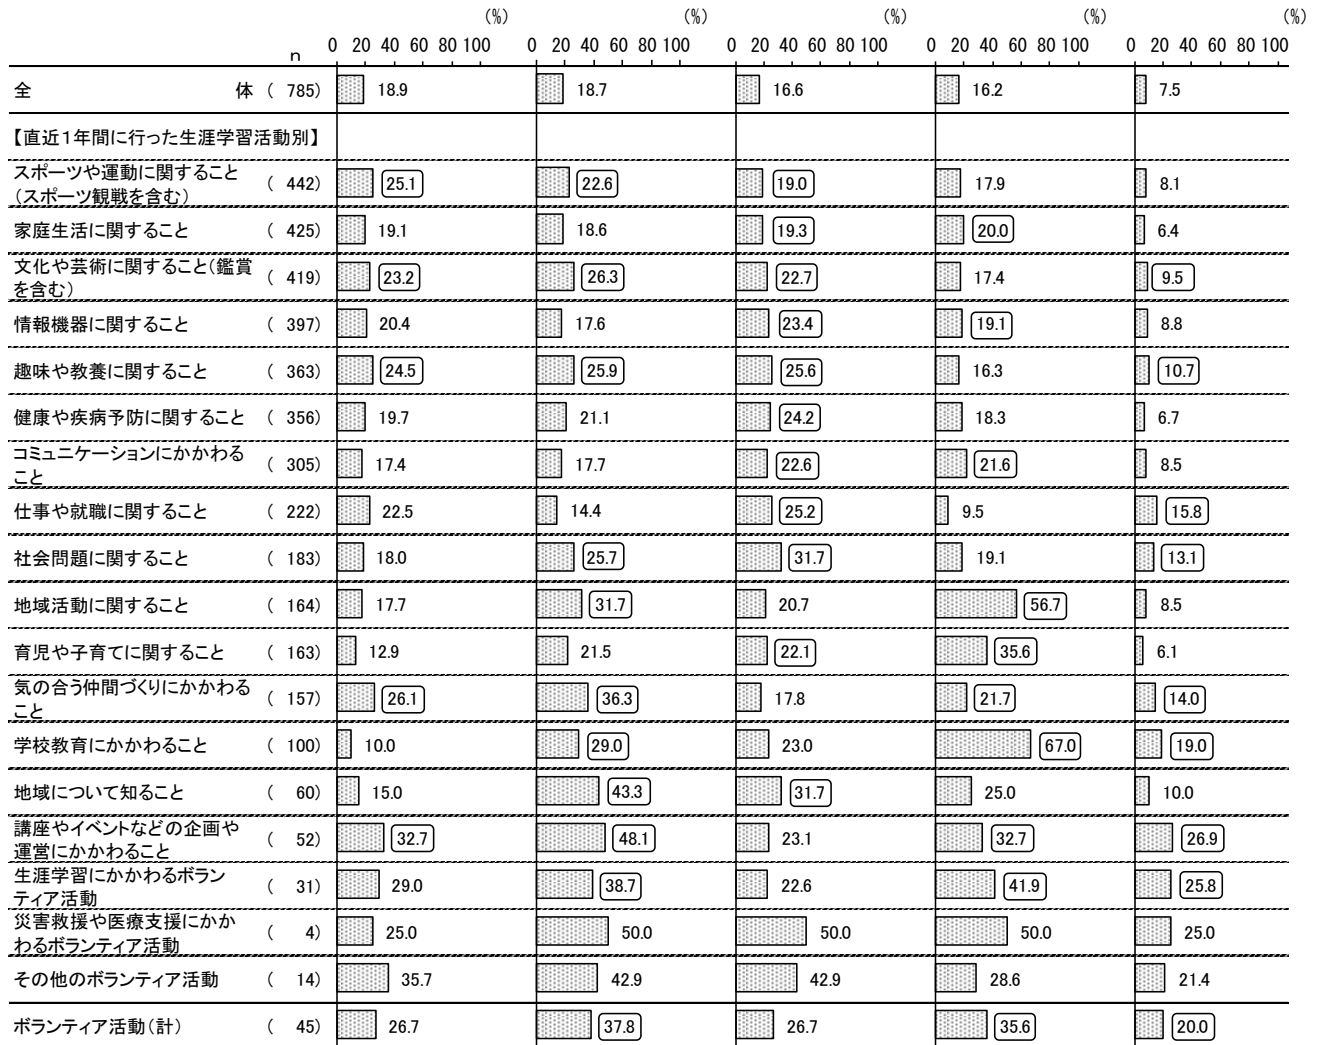 (%) (%) (%) (%) (%)
n 0 20 40 60 80 100 0 20 40 60 80 100 0 20 40 60 80 100 0 20 40 60 80 100 0 20 40 60 80 100
全 体 ( 785) 18.9 18.7 16.6 16.2 7.5
【直近1年間に行った生涯学習活動別】
スポーツや運動に関すること
(スポーツ観戦を含む) ( 442) 25.1 22.6 19.0 17.9 8.1
家庭生活に関すること ( 425) 19.1 18.6 19.3 20.0 6.4
文化や芸術に関すること(鑑賞
を含む) ( 419) 23.2 26.3 22.7 17.4 9.5
情報機器に関すること ( 397) 20.4 17.6 23.4 19.1 8.8
趣味や教養に関すること ( 363) 24.5 25.9 25.6 16.3 10.7
健康や疾病予防に関すること ( 356) 19.7 21.1 24.2 18.3 6.7
コミュニケーションにかかわる
こと ( 305) 17.4 17.7 22.6 21.6 8.5
仕事や就職に関すること ( 222) 22.5 14.4 25.2 9.5 15.8
社会問題に関すること ( 183) 18.0 25.7 31.7 19.1 13.1
地域活動に関すること ( 164) 17.7 31.7 20.7 56.7 8.5
育児や子育てに関すること ( 163) 12.9 21.5 22.1 35.6 6.1
気の合う仲間づくりにかかわる
こと ( 157) 26.1 36.3 17.8 21.7 14.0
学校教育にかかわること ( 100) 10.0 29.0 23.0 67.0 19.0
地域について知ること ( 60) 15.0 43.3 31.7 25.0 10.0
講座やイベントなどの企画や
運営にかかわること ( 52) 32.7 48.1 23.1 32.7 26.9
生涯学習にかかわるボラン
ティア活動 ( 31) 29.0 38.7 22.6 41.9 25.8
災害救援や医療支援にかか
わるボランティア活動 ( 4) 25.0 50.0 50.0 50.0 25.0
その他のボランティア活動 ( 14) 35.7 42.9 42.9 28.6 21.4
ボランティア活動(計) ( 45) 26.7 37.8 26.7 35.6 20.0